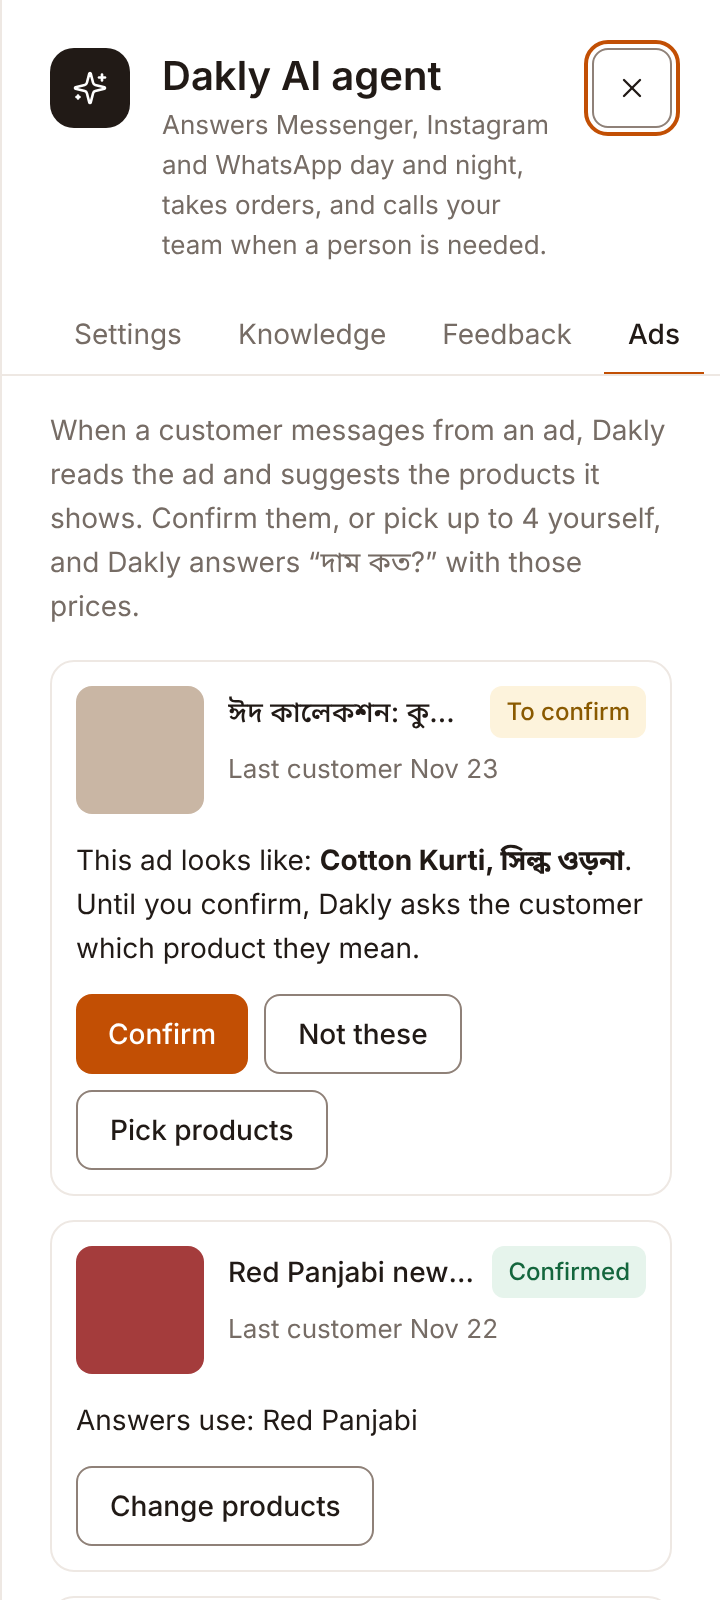 Dakly AI agent
Answers Messenger, Instagram
and WhatsApp day and night,
takes orders, and calls your
team when a person is needed.
Settings Knowledge Feedback Ads
When a customer messages from an ad, Dakly
reads the ad and suggests the products it
shows. Confirm them, or pick up to 4 yourself,
and Dakly answers “দাম কত?” with those
prices.
ঈদ কালেকশন: কু... To confirm
Last customer Nov 23
This ad looks like: Cotton Kurti, সিল্ক ওড়না.
Until you confirm, Dakly asks the customer
which product they mean.
Confirm Not these
Pick products
Red Panjabi new... Confirmed
Last customer Nov 22
Answers use: Red Panjabi
Change products